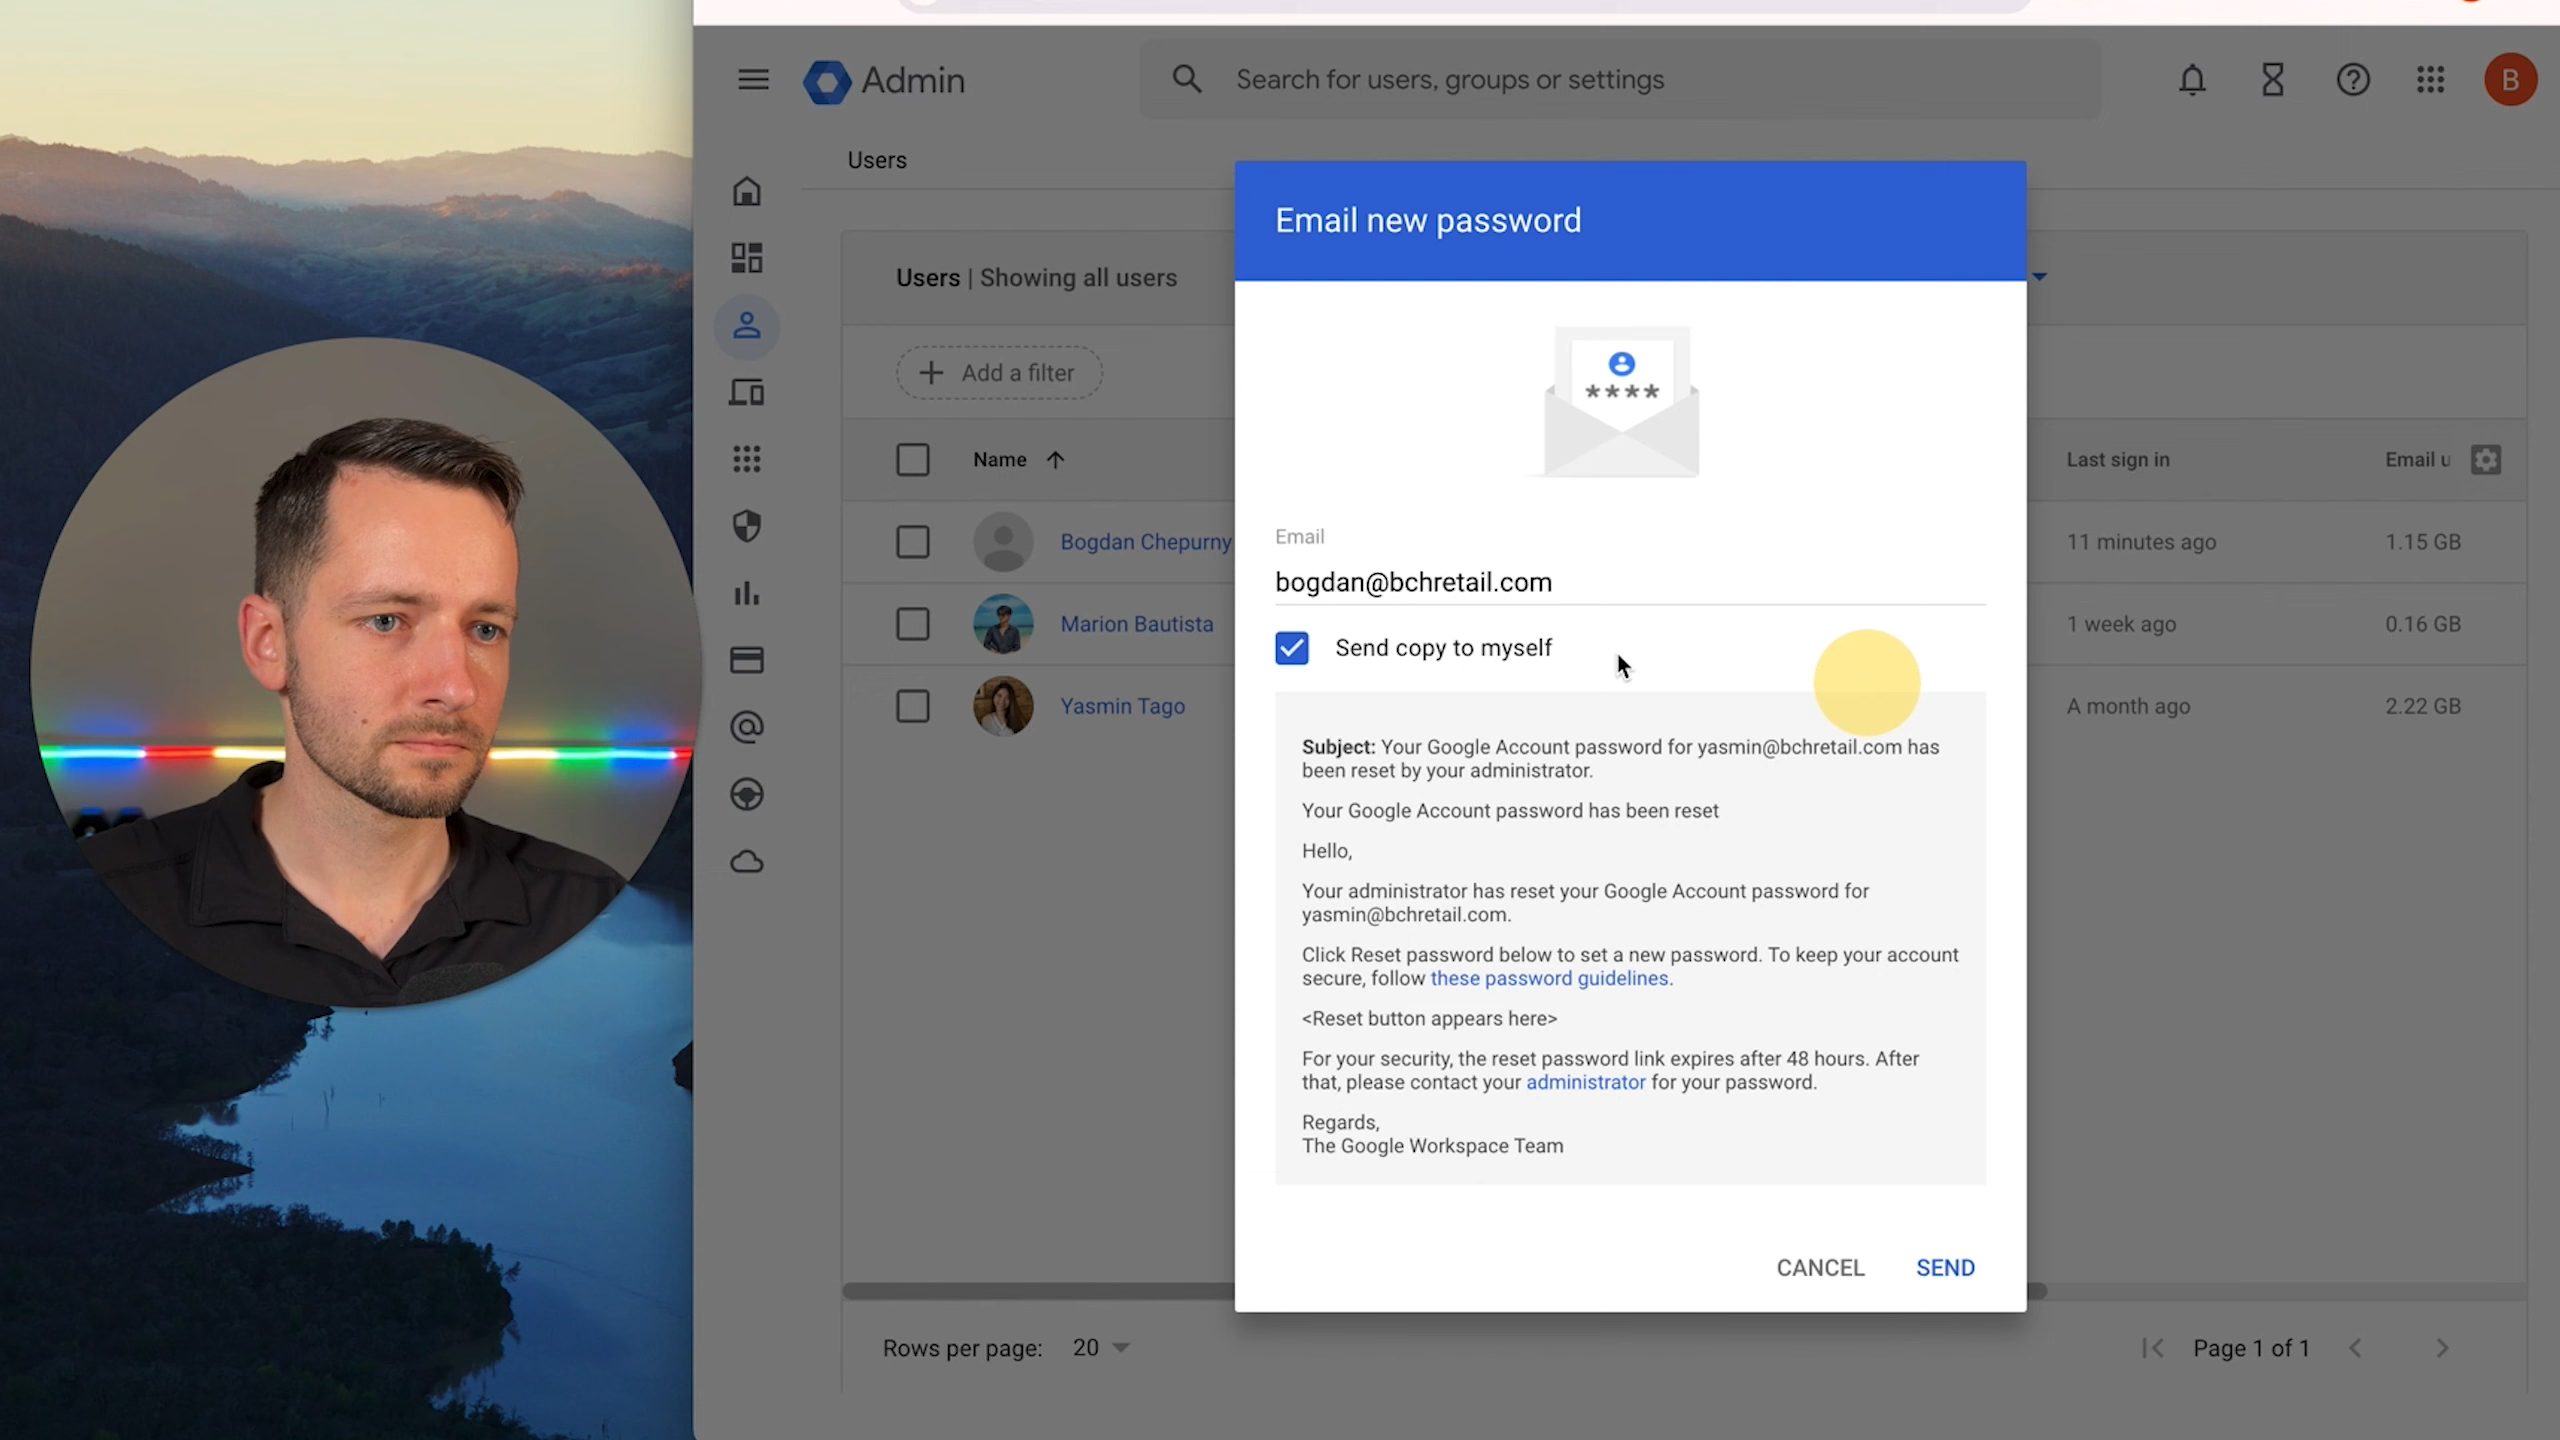 Admin
Search for users, groups or settings
B
Users
Users | Showing all users
Add a filter
Name
Last sign in
Email u
Bogdan Chepurny
11 minutes ago
1.15 GB
Marion Bautista
1 week ago
0.16 GB
Yasmin Tago
A month ago
2.22 GB
Email new password
****
Email
bogdan@bchretail.com
Send copy to myself
Subject: Your Google Account password for yasmin@bchretail.com has
been reset by your administrator.
Your Google Account password has been reset
Hello,
Your administrator has reset your Google Account password for
yasmin@bchretail.com.
Click Reset password below to set a new password. To keep your account
secure, follow these password guidelines.
<Reset button appears here>
For your security, the reset password link expires after 48 hours. After
that, please contact your administrator for your password.
Regards,
The Google Workspace Team
CANCEL
SEND
Rows per page: 20
Page 1 of 1